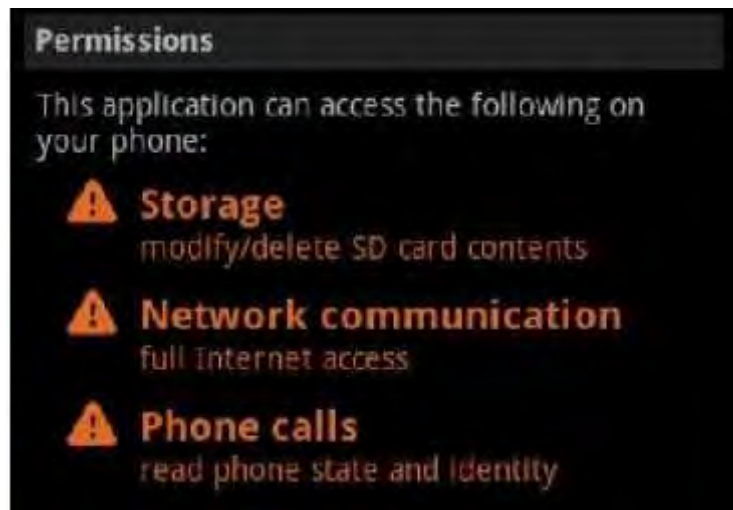 Permissions
This application can access the following on
your phone:
Storage
modify/delete SD card contents
Network communication
full Internet access
Phone calls
read phone state and identity